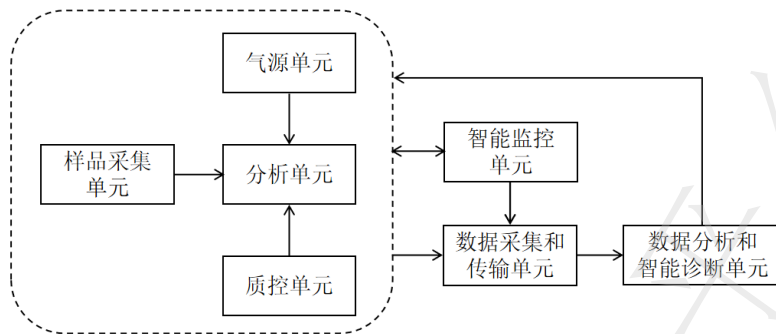 气源单元
样品采集
单元
分析单元
质控单元
智能监控
单元
数据采集和
传输单元
数据分析和
智能诊断单元